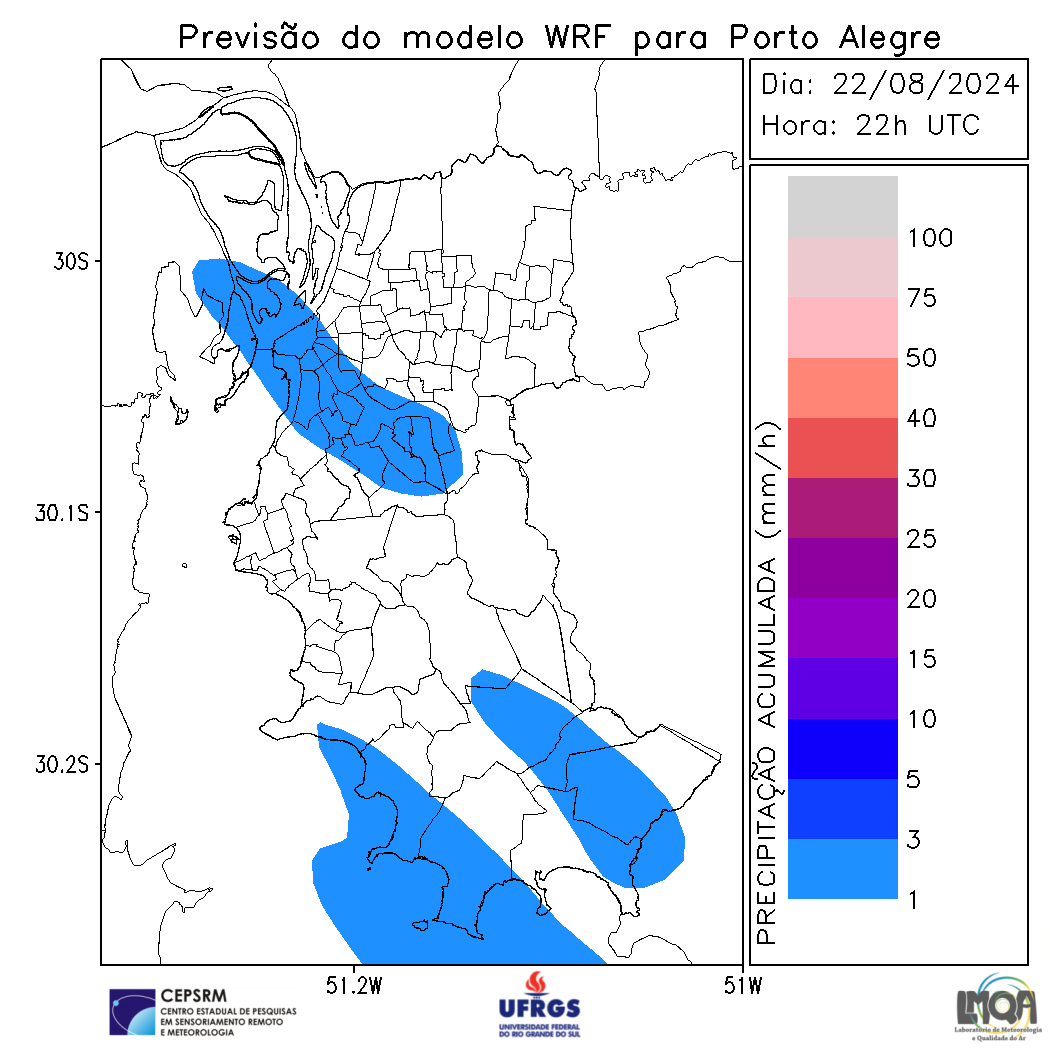 Previsão do modelo WRF para Porto Alegre
Dia: 22/08/2024
Hora: 22h UTC
30S
30.1S
30.2S
51.2W
51W
PRECIPITAÇÃO ACUMULADA (mm/h)
100
75
50
40
30
25
20
15
10
5
3
1
CEPSRM
CENTRO ESTADUAL DE PESQUISAS
EM SENSORIAMENTO REMOTO
E METEOROLOGIA
UFRGS
UNIVERSIDADE FEDERAL
DO RIO GRANDE DO SUL
LMQA
Laboratório de Meteorologia
e Qualidade do Ar